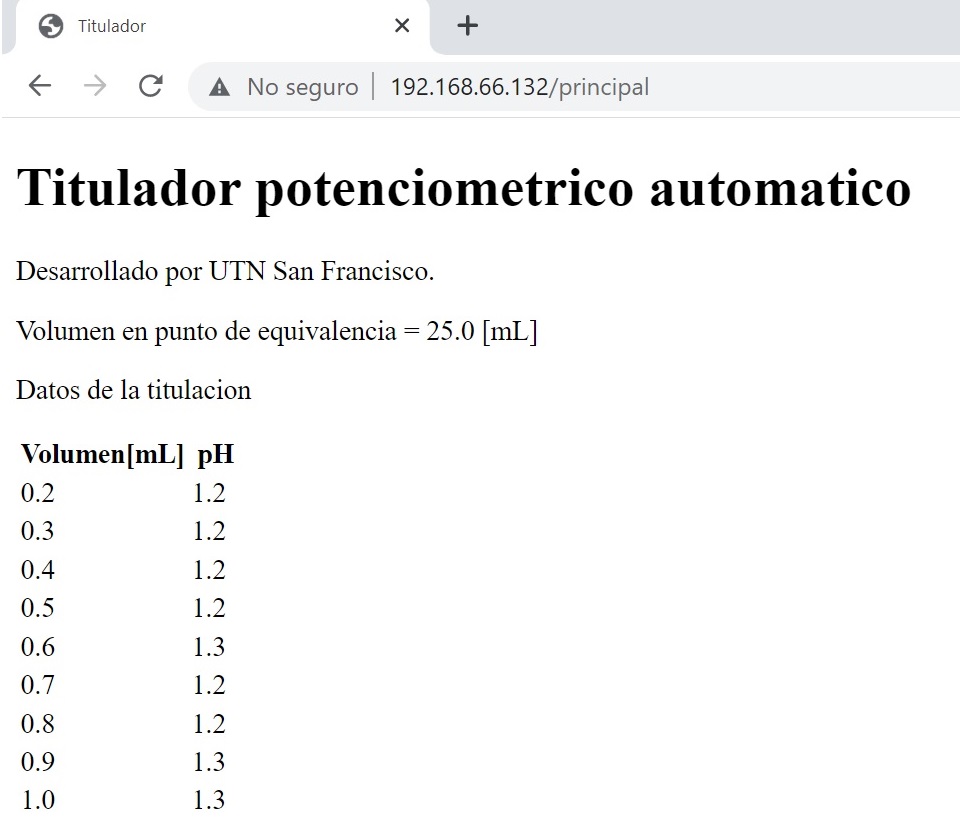 Titulador
No seguro | 192.168.66.132/principal
Titulador potenciometrico automatico
Desarrollado por UTN San Francisco.
Volumen en punto de equivalencia = 25.0 [mL]
Datos de la titulacion
Volumen[mL] pH
0.2 1.2
0.3 1.2
0.4 1.2
0.5 1.2
0.6 1.3
0.7 1.2
0.8 1.2
0.9 1.3
1.0 1.3